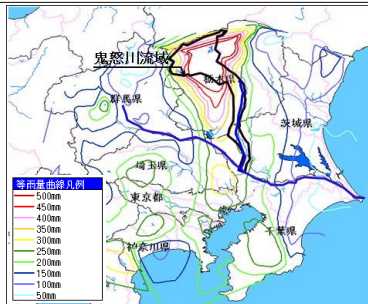 鬼怒川流域
栃木県
群馬県
茨城県
埼玉県
東京都
千葉県
神奈川県
等雨量曲線凡例
500mm
450mm
400mm
350mm
300mm
250mm
200mm
150mm
100mm
50mm